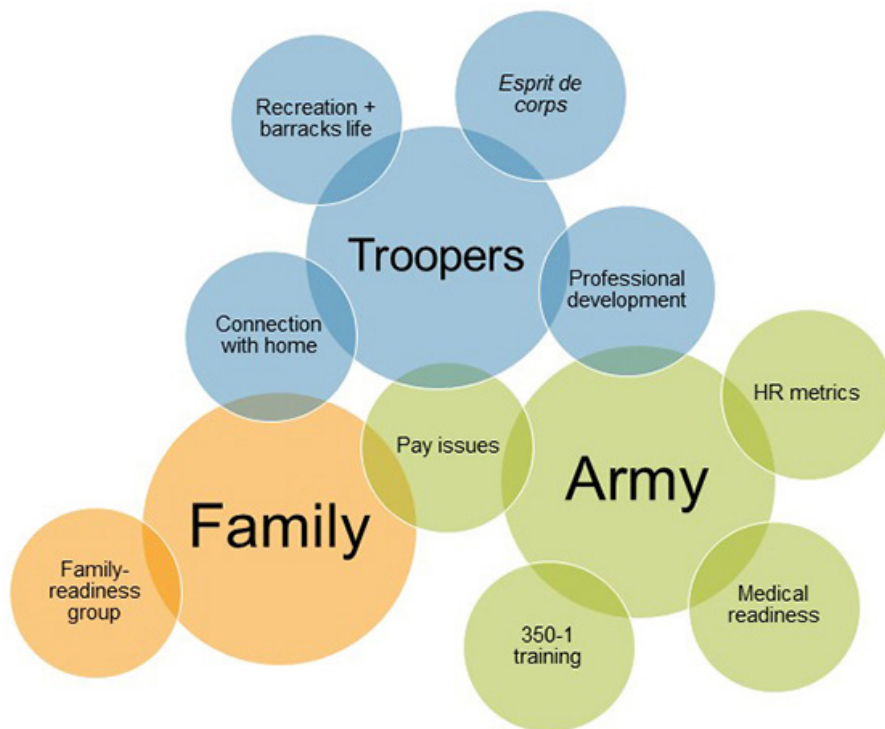 Esprit de
corps
Recreation +
barracks life
Troopers
Professional
development
Connection
with home
HR metrics
Pay issues
Army
Family
Family-
readiness
group
Medical
readiness
350-1
training